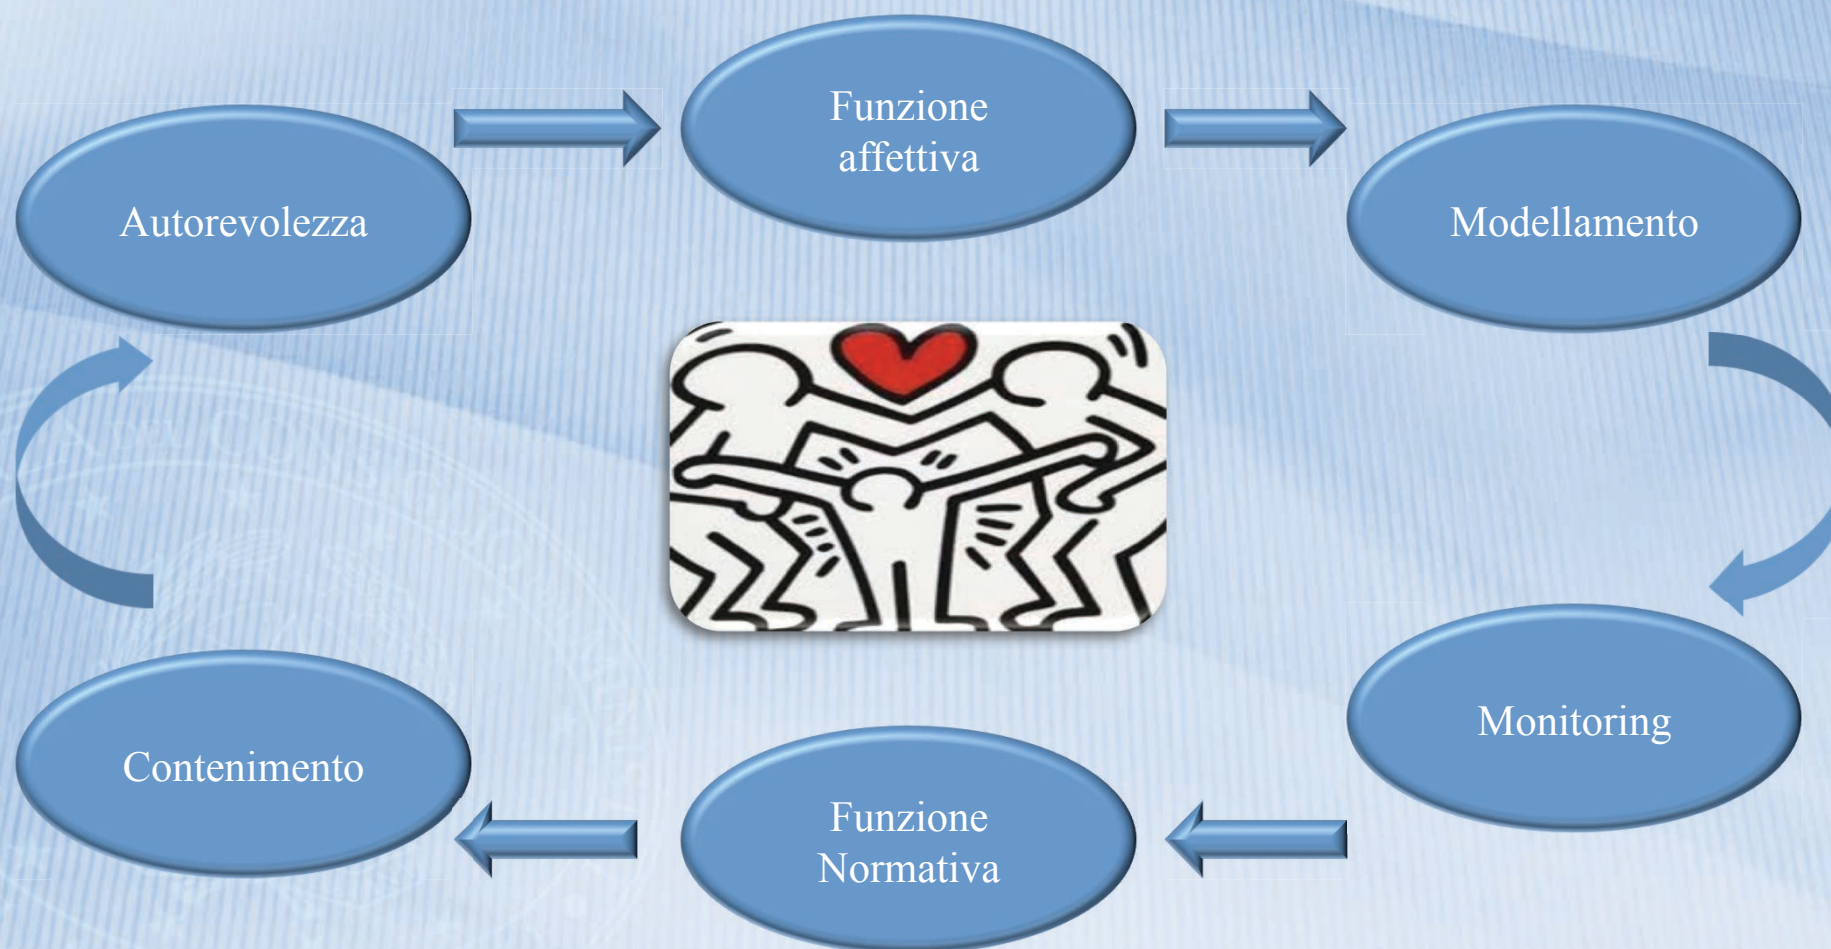 Funzione
affettiva
Autorevolezza
Modellamento
Monitoring
Contenimento
Funzione
Normativa